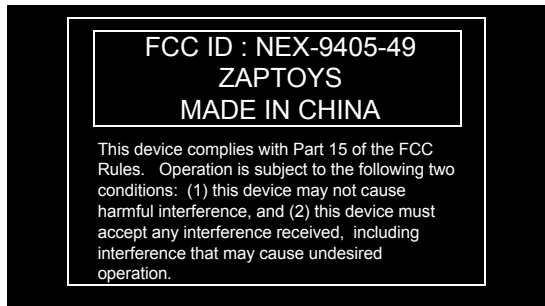 FCC ID : NEX-9405-49
ZAPTOYS
MADE IN CHINA
This device complies with Part 15 of the FCC
Rules.   Operation is subject to the following two
conditions:  (1) this device may not cause
harmful interference, and (2) this device must
accept any interference received,  including
interference that may cause undesired
operation.